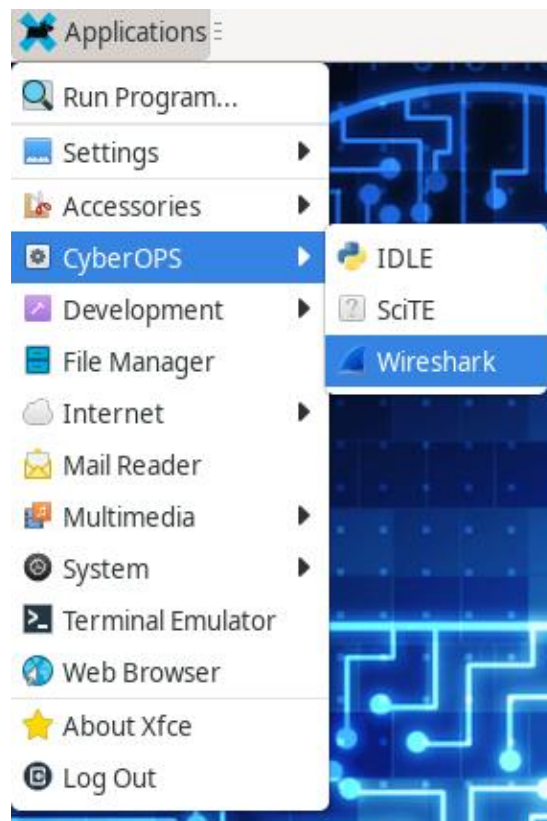 Applications
Run Program...
Settings
Accessories
CyberOPS
Development
File Manager
Internet
Mail Reader
Multimedia
System
Terminal Emulator
Web Browser
About Xfce
Log Out
IDLE
SciTE
Wireshark